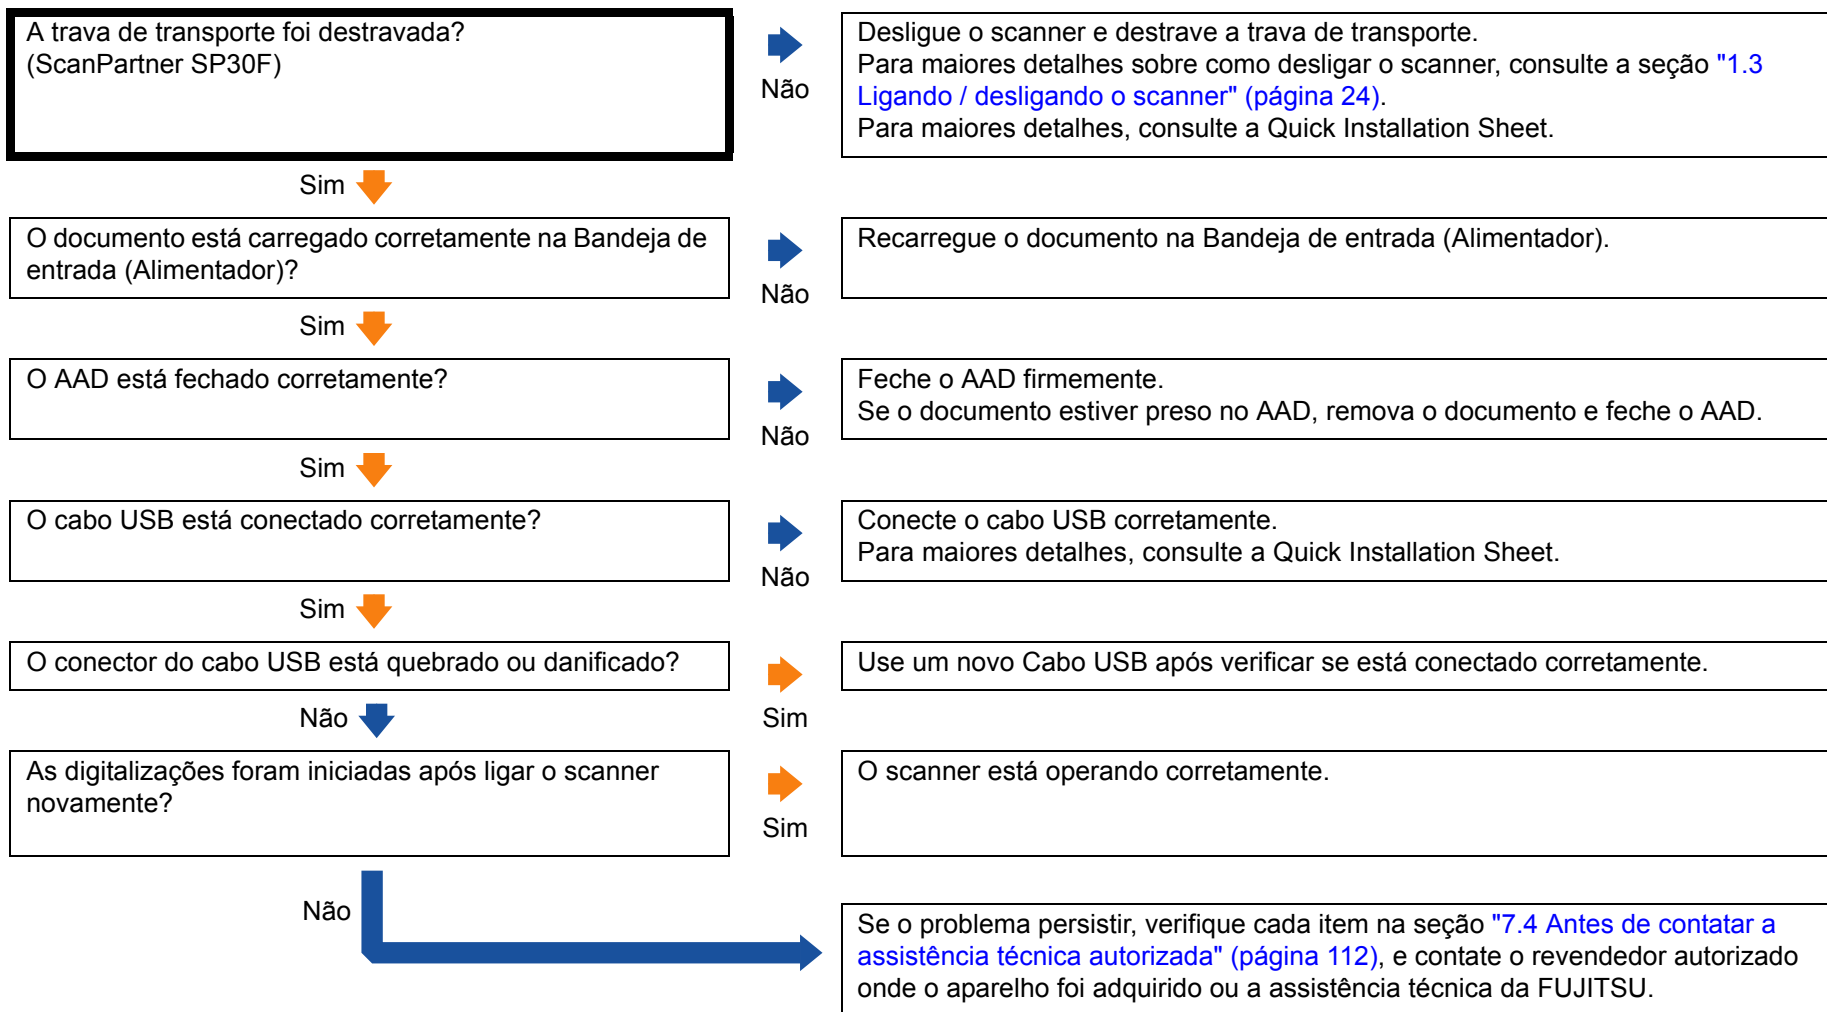 A trava de transporte foi destravada?
(ScanPartner SP30F)
Não
Desligue o scanner e destrave a trava de transporte.
Para maiores detalhes sobre como desligar o scanner, consulte a seção "1.3
Ligando / desligando o scanner" (página 24).
Para maiores detalhes, consulte a Quick Installation Sheet.
Sim
O documento está carregado corretamente na Bandeja de
entrada (Alimentador)?
Não
Recarregue o documento na Bandeja de entrada (Alimentador).
Sim
O AAD está fechado corretamente?
Não
Feche o AAD firmemente.
Se o documento estiver preso no AAD, remova o documento e feche o AAD.
Sim
O cabo USB está conectado corretamente?
Não
Conecte o cabo USB corretamente.
Para maiores detalhes, consulte a Quick Installation Sheet.
Sim
O conector do cabo USB está quebrado ou danificado?
Sim
Use um novo Cabo USB após verificar se está conectado corretamente.
Não
As digitalizações foram iniciadas após ligar o scanner
novamente?
Sim
O scanner está operando corretamente.
Não
Se o problema persistir, verifique cada item na seção "7.4 Antes de contatar a
assistência técnica autorizada" (página 112), e contate o revendedor autorizado
onde o aparelho foi adquirido ou a assistência técnica da FUJITSU.